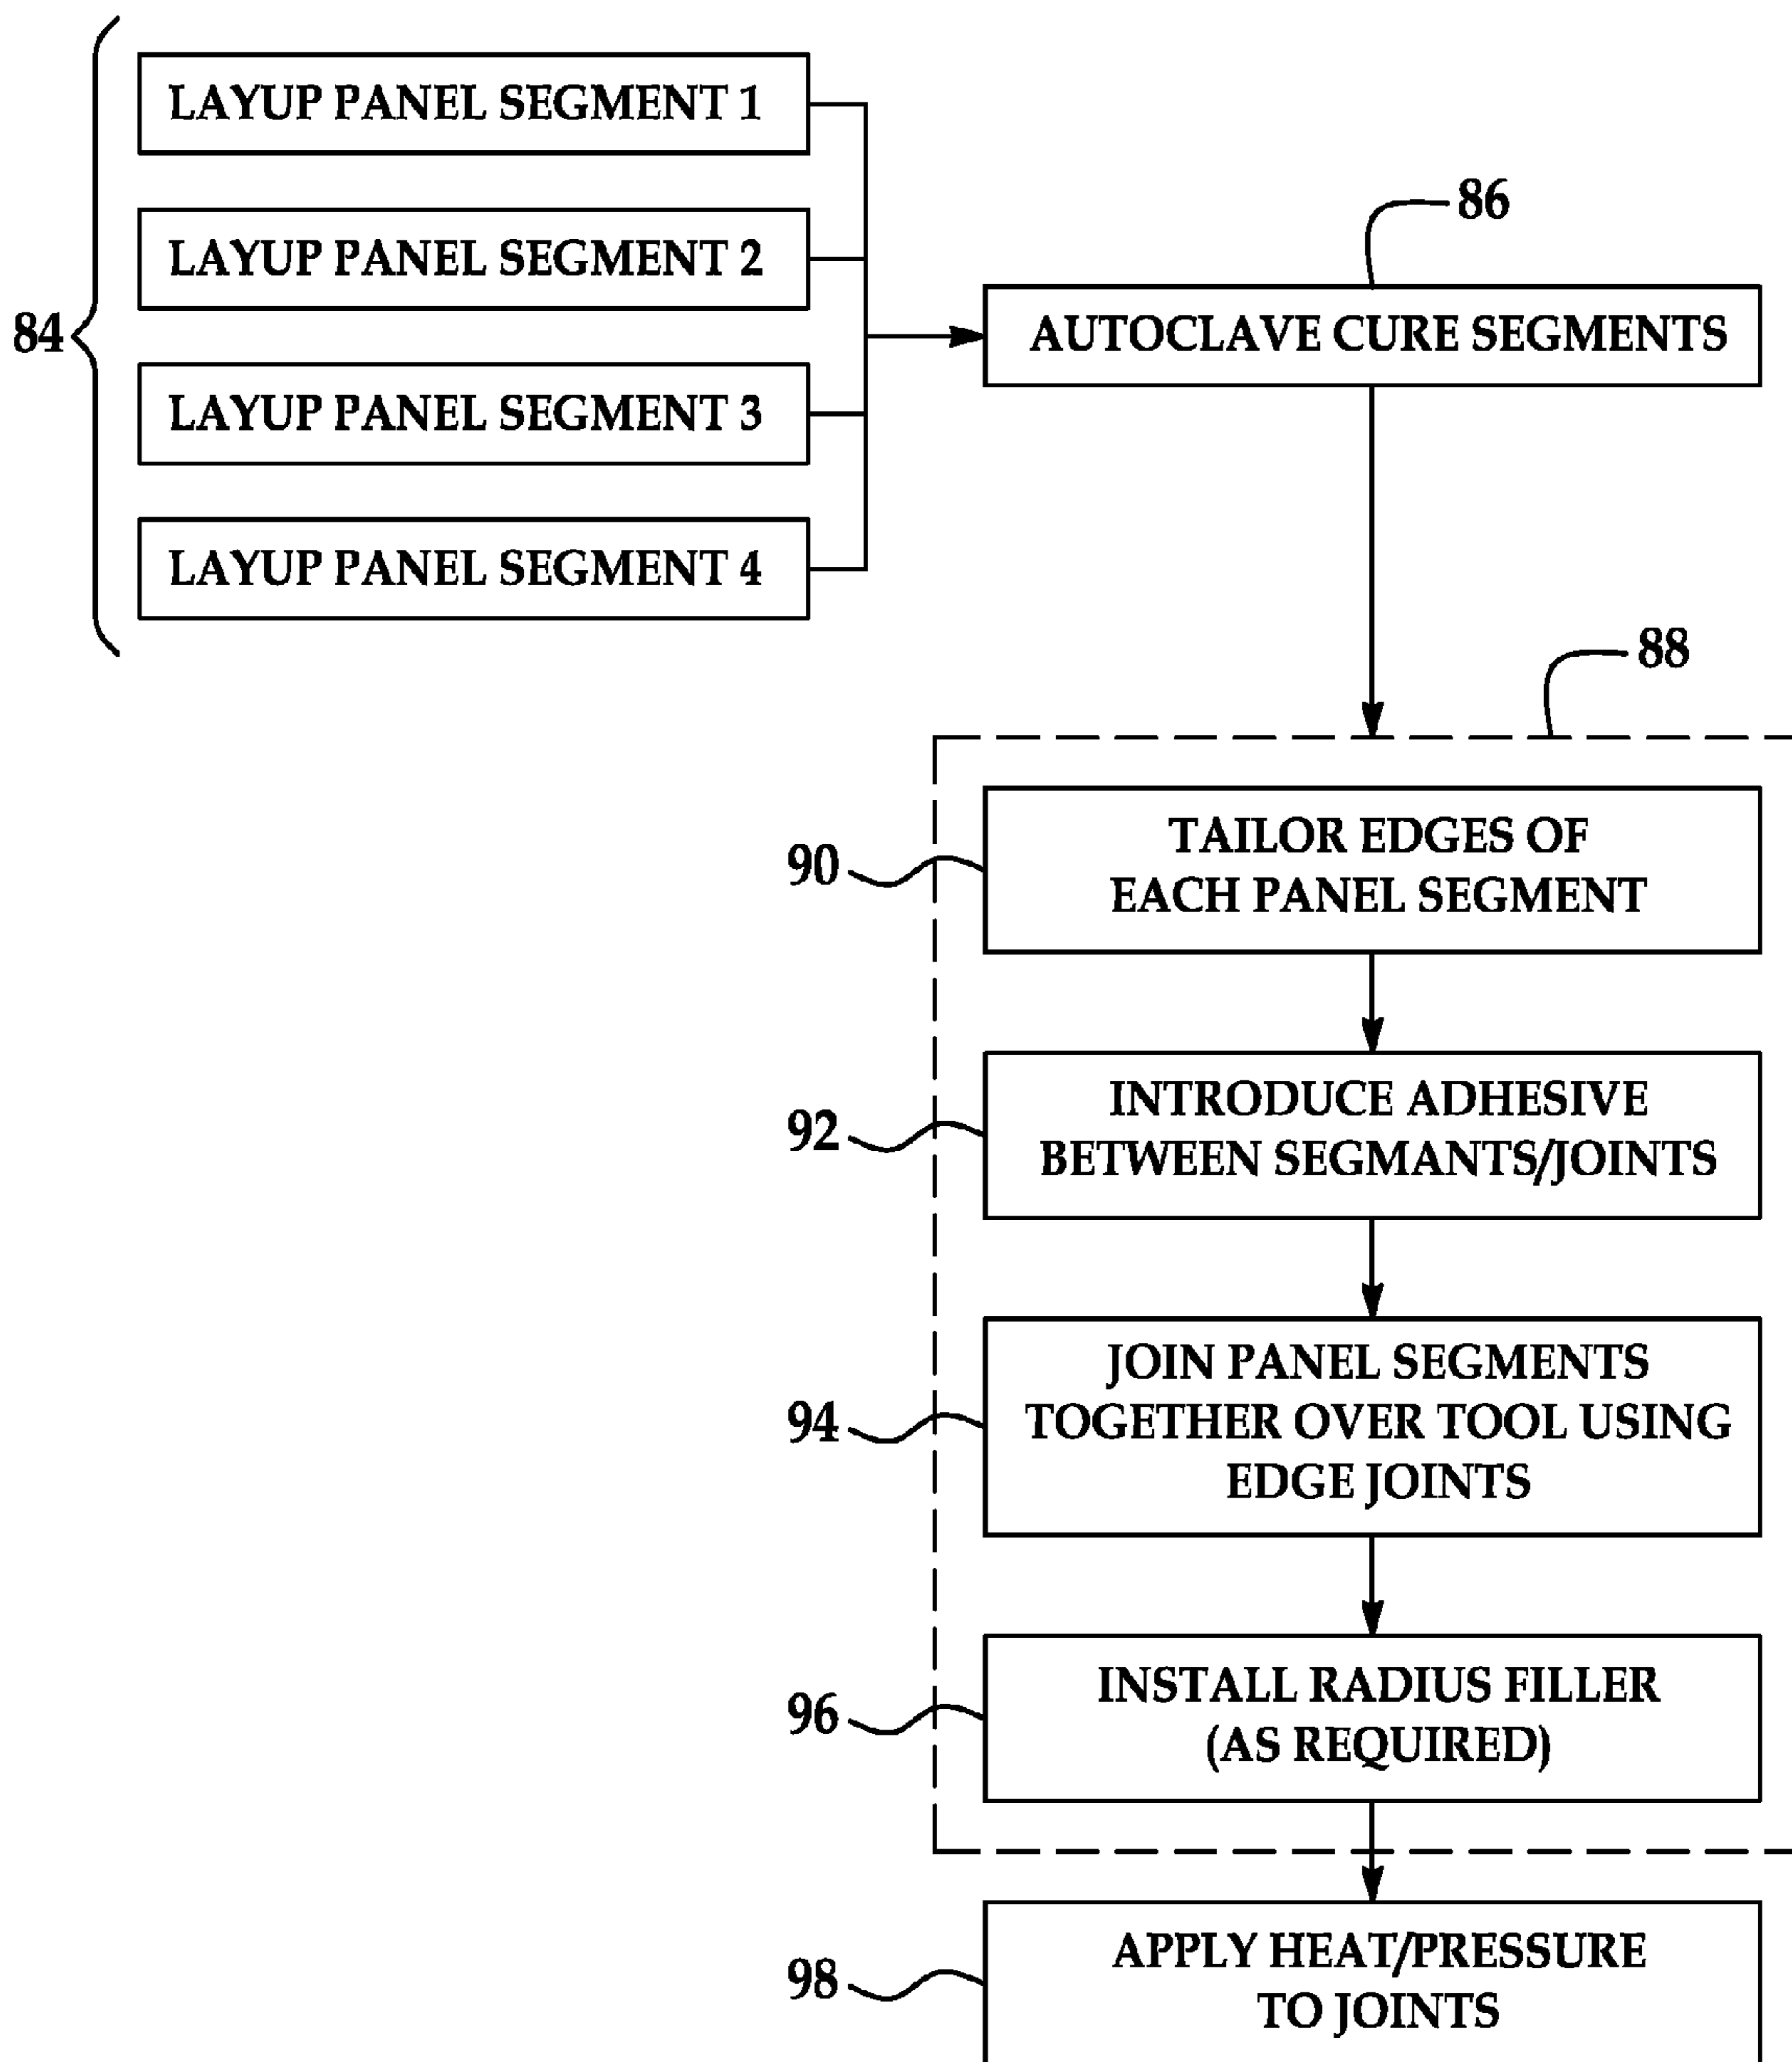 84
LAYUP PANEL SEGMENT 1
LAYUP PANEL SEGMENT 2
LAYUP PANEL SEGMENT 3
LAYUP PANEL SEGMENT 4
86
AUTOCLAVE CURE SEGMENTS
88
90
TAILOR EDGES OF
EACH PANEL SEGMENT
92
INTRODUCE ADHESIVE
BETWEEN SEGMANTS/JOINTS
94
JOIN PANEL SEGMENTS
TOGETHER OVER TOOL USING
EDGE JOINTS
96
INSTALL RADIUS FILLER
(AS REQUIRED)
98
APPLY HEAT/PRESSURE
TO JOINTS